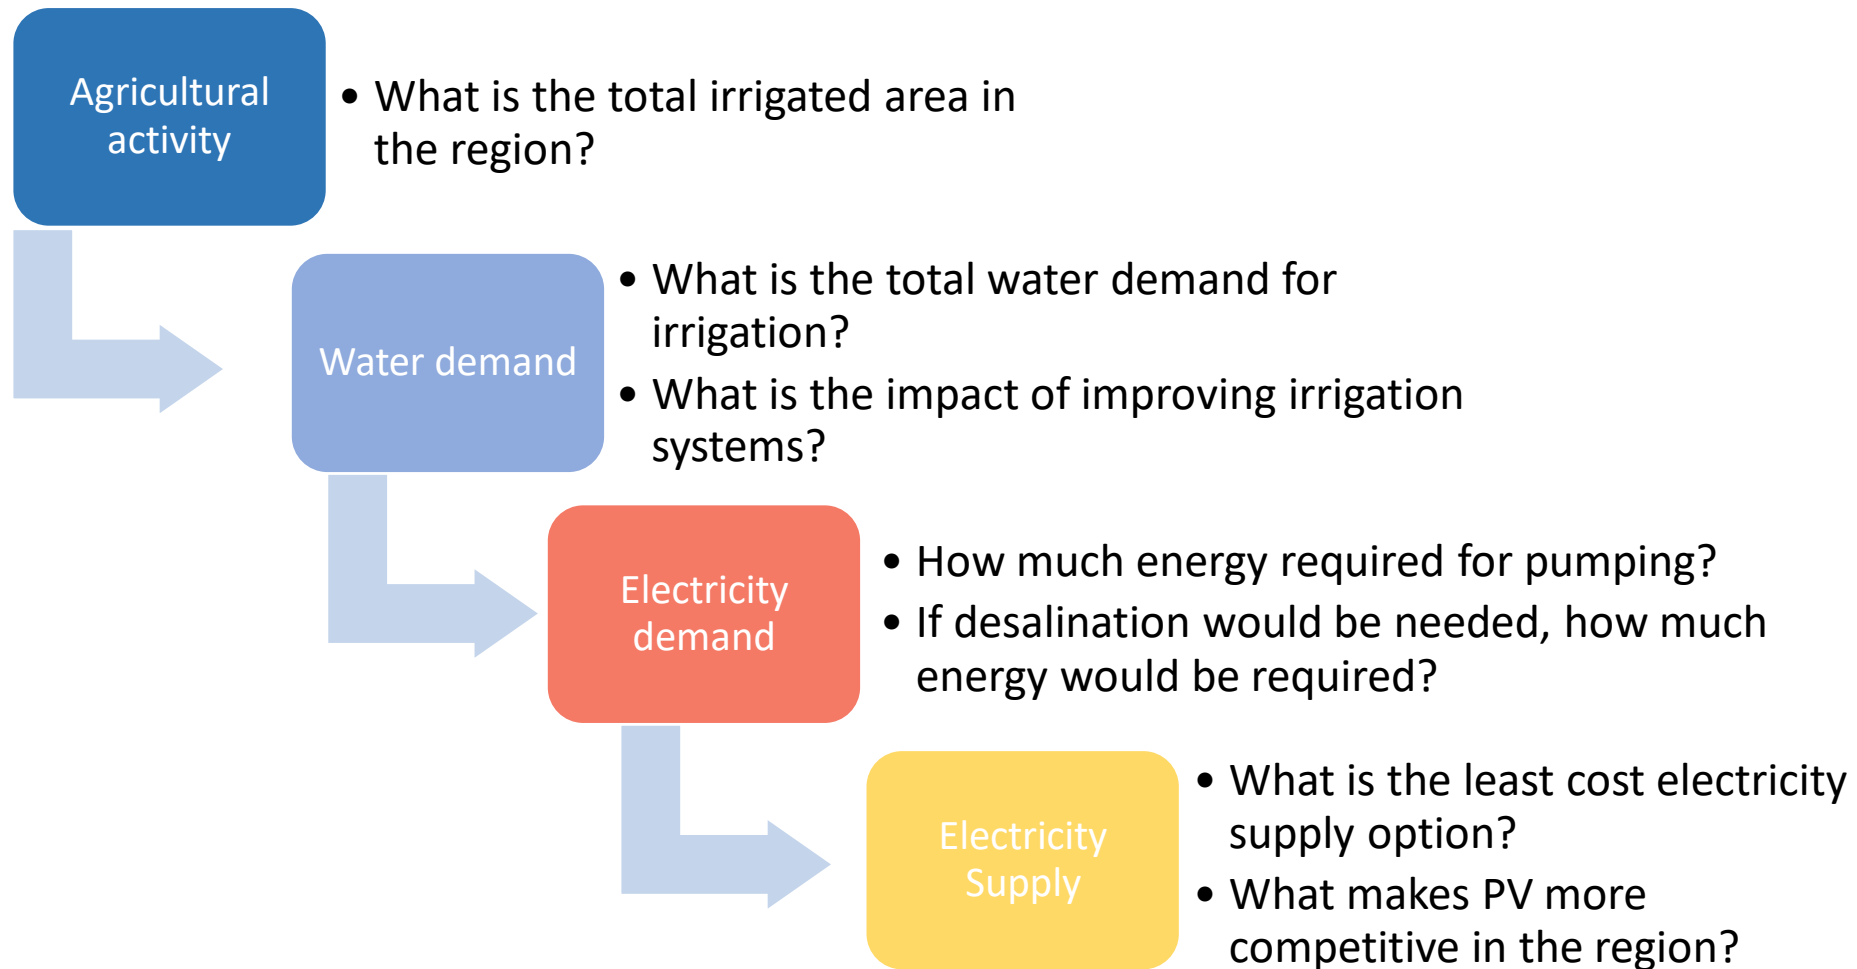 Agricultural
activity
• What is the total irrigated area in
the region?
Water demand
• What is the total water demand for
irrigation?
• What is the impact of improving irrigation
systems?
Electricity
demand
• How much energy required for pumping?
• If desalination would be needed, how much
energy would be required?
Electricity
Supply
• What is the least cost electricity
supply option?
• What makes PV more
competitive in the region?